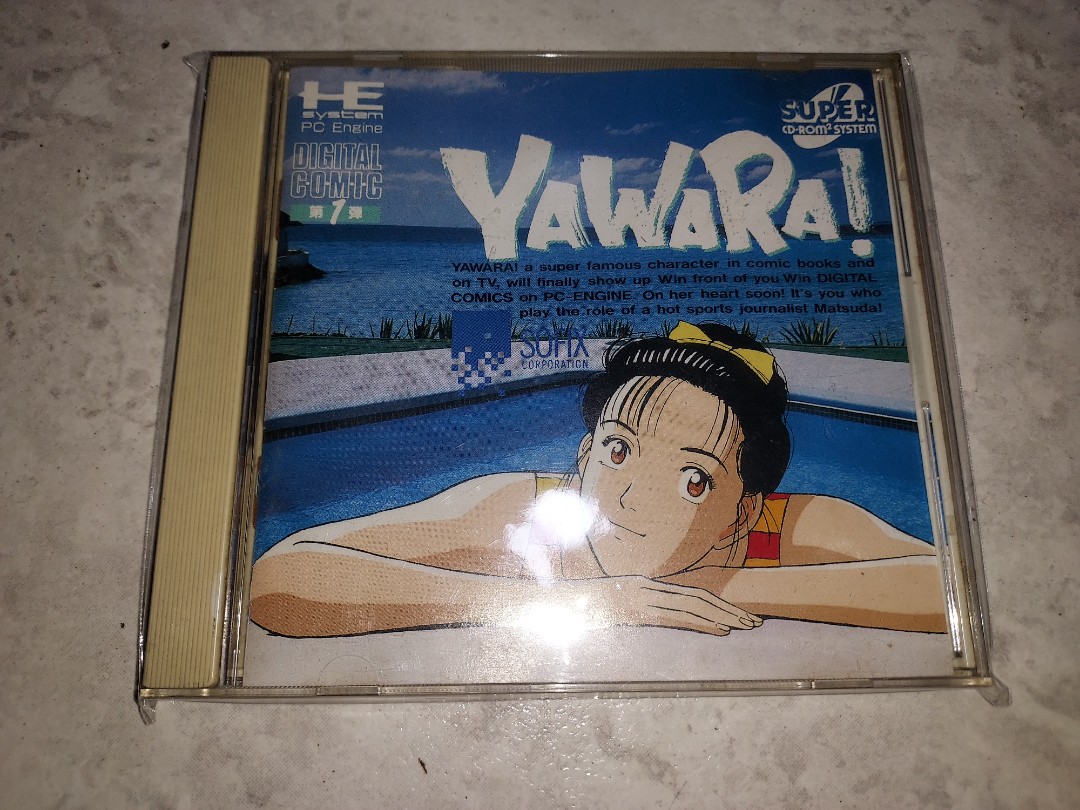 HE
system
PC Engine
DIGITAL
COMIC
第1弾
SUPER
CD-ROM² SYSTEM
YAWARA!
YAWARA! a super famous character in comic books and
on TV, will finally show up Win front of you Win DIGITAL
COMICS on PC-ENGINE. On her heart soon! It's you who
play the role of a hot sports journalist Matsuda!
SOFIX
CORPORATION